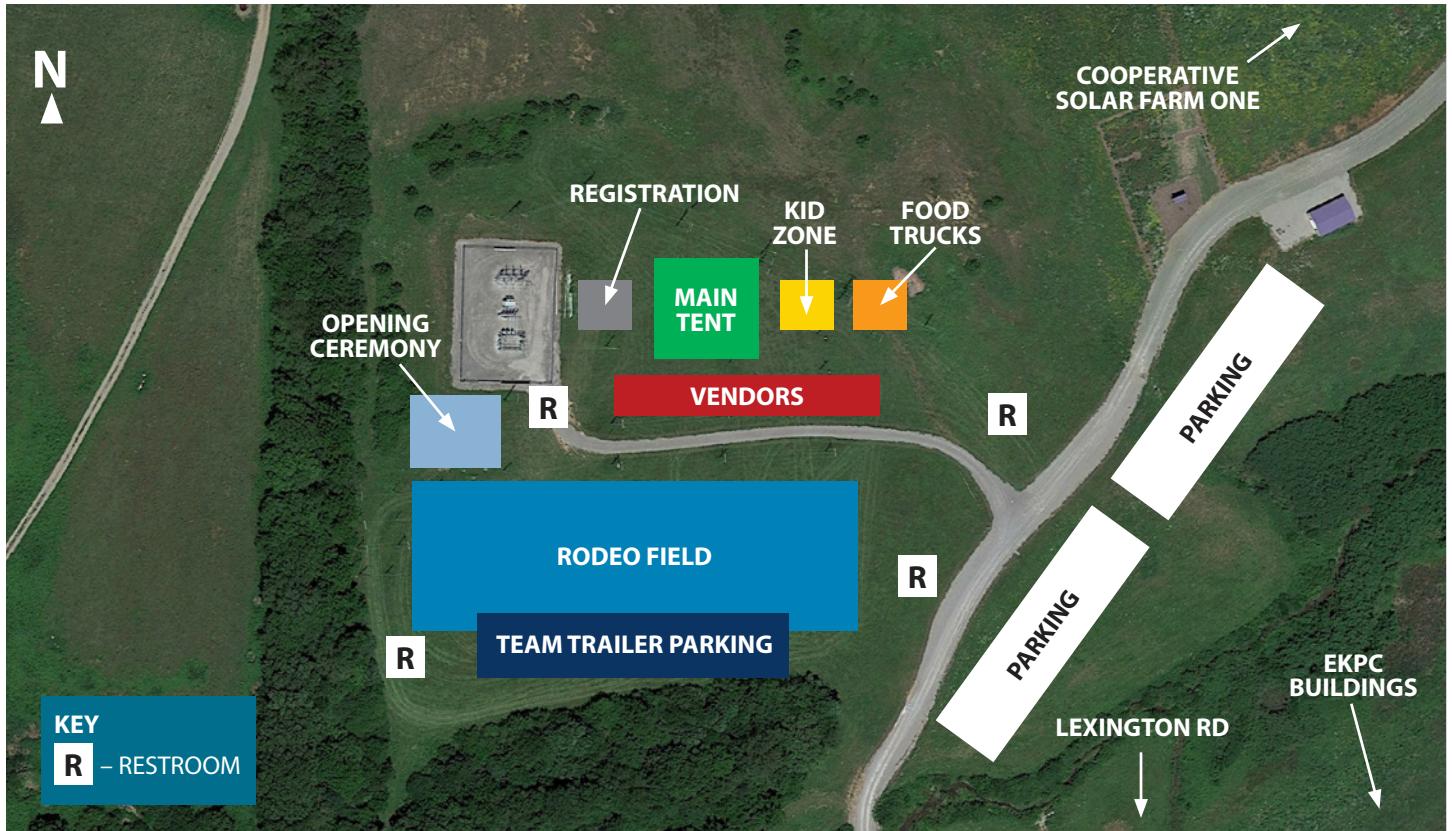 N
COOPERATIVE
SOLAR FARM ONE
REGISTRATION
KID
ZONE
FOOD
TRUCKS
MAIN
TENT
OPENING
CEREMONY
VENDORS
R
R
PARKING
RODEO FIELD
R
PARKING
TEAM TRAILER PARKING
R
EKPC
BUILDINGS
LEXINGTON RD
KEY
R – RESTROOM